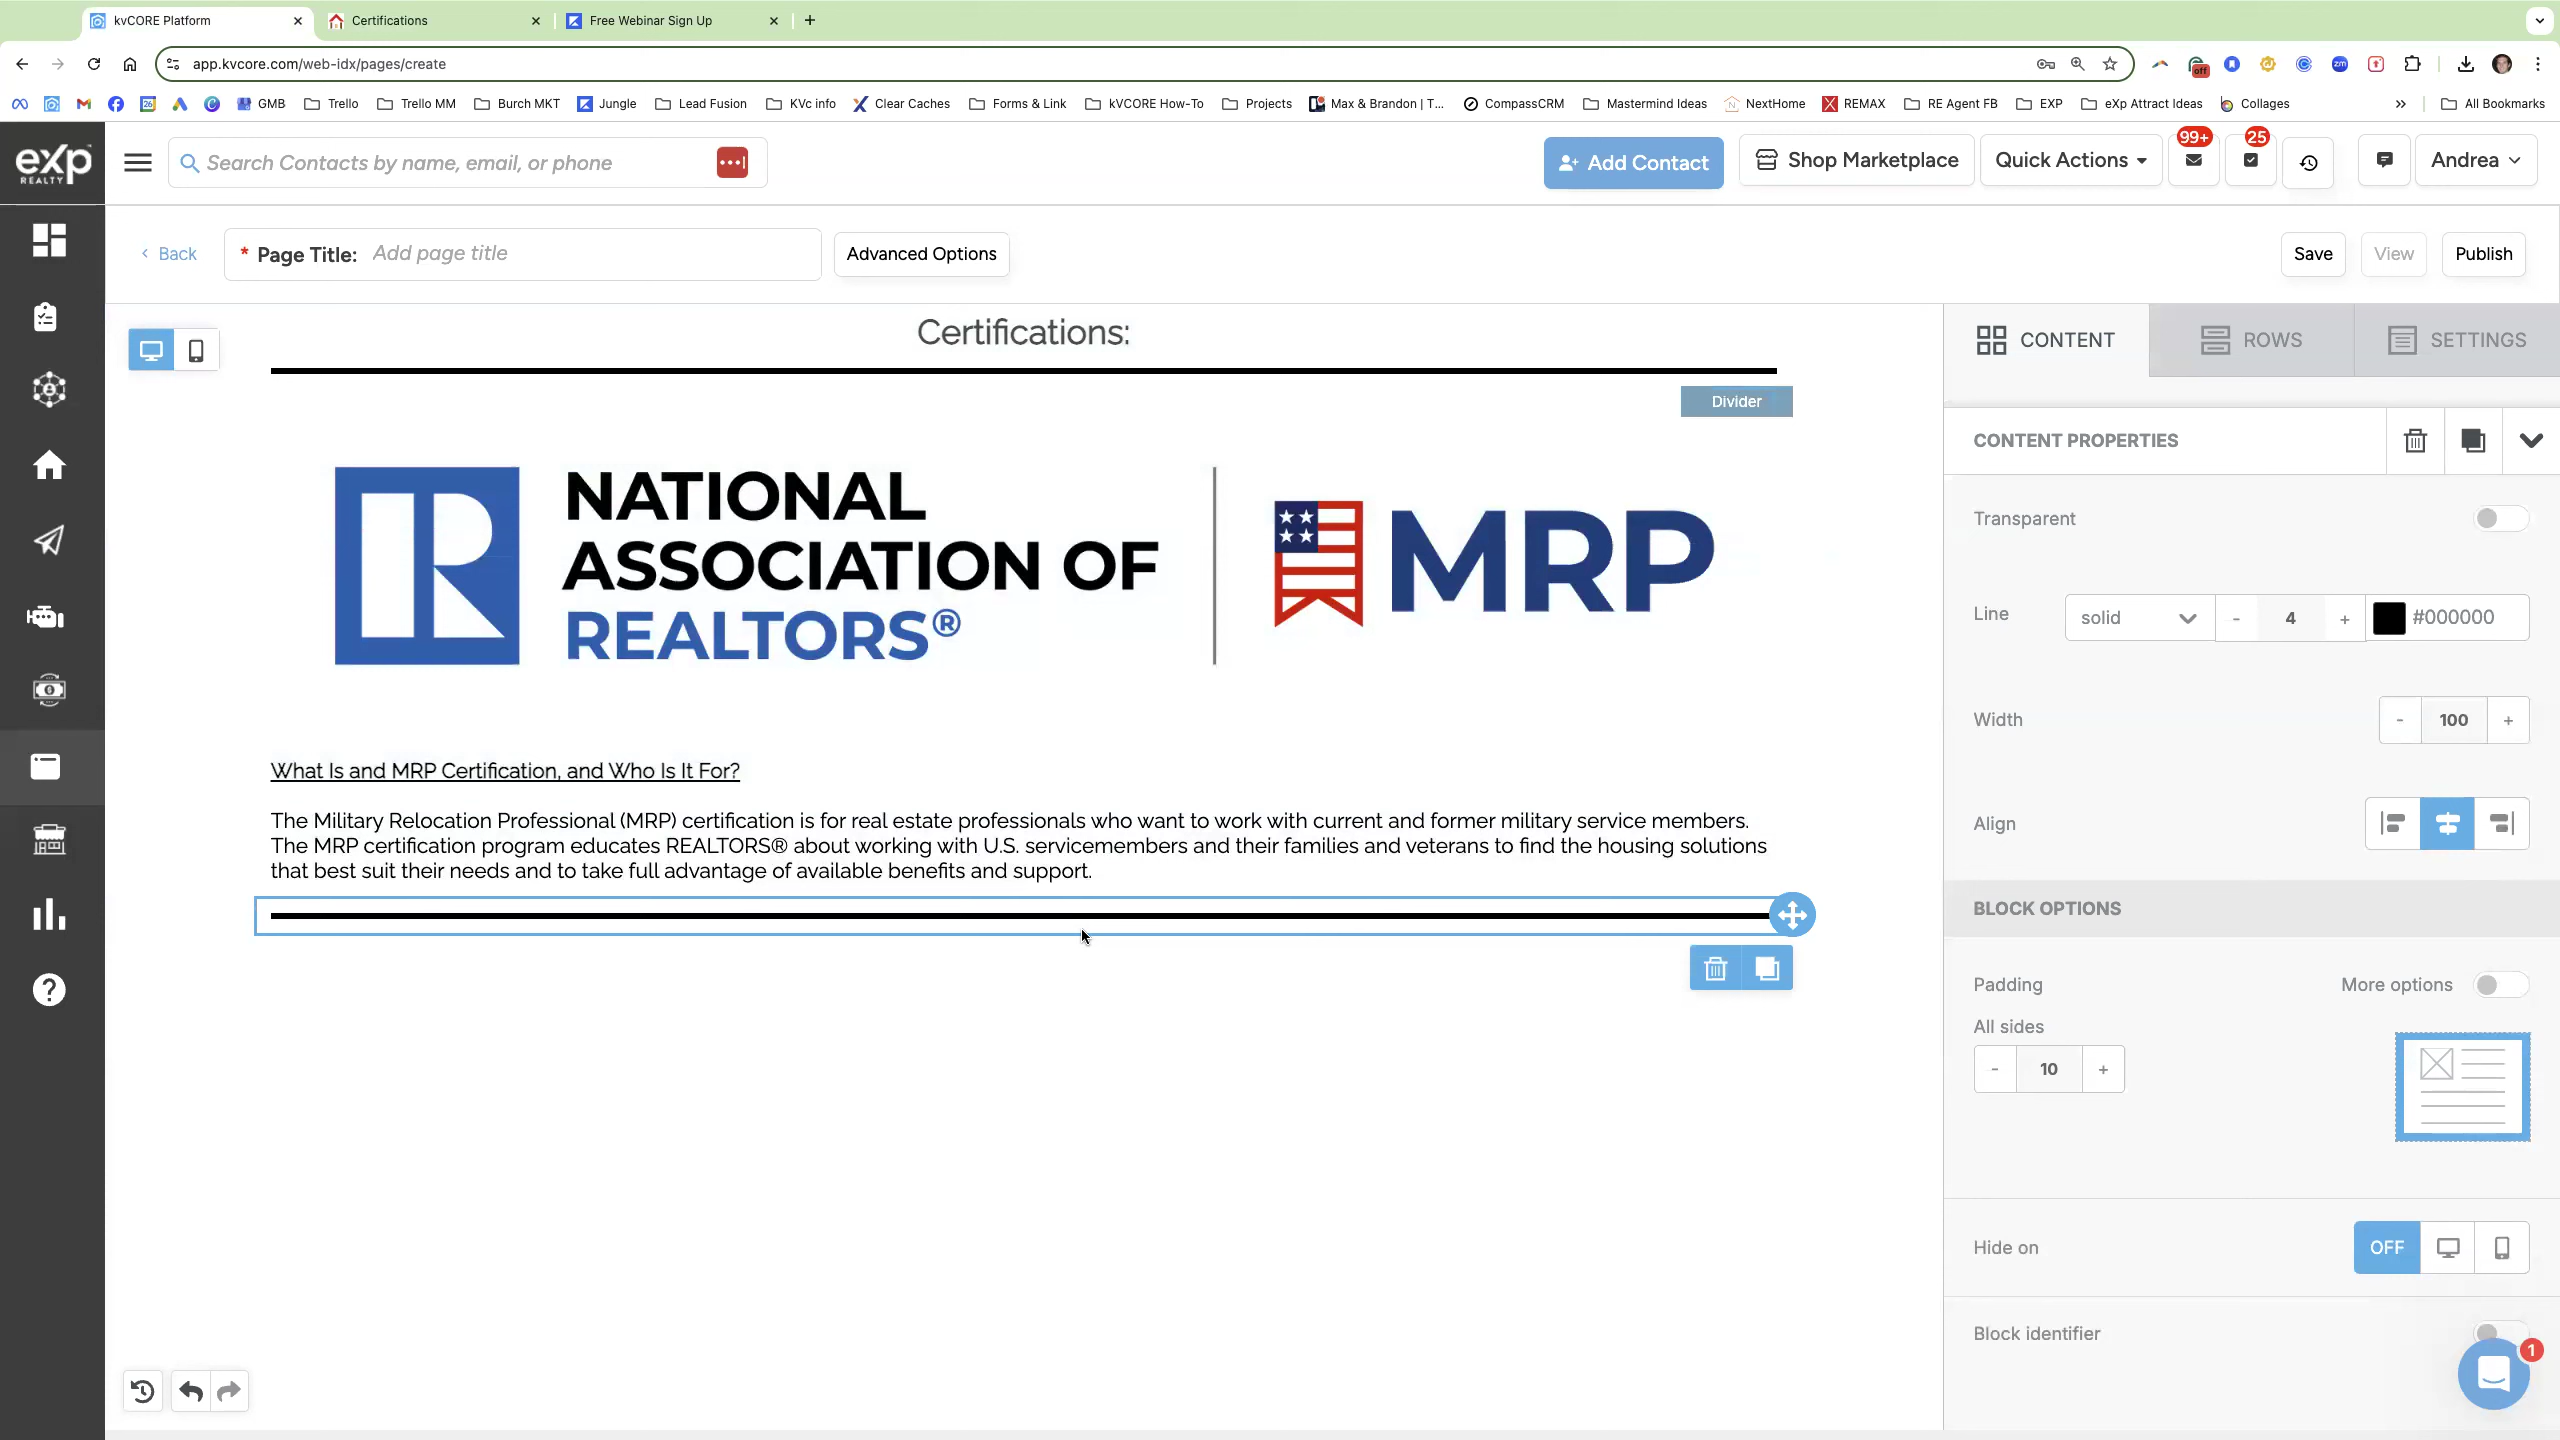 kvCORE Platform
Certifications
Free Webinar Sign Up
app.kvcore.com/web-idx/pages/create
off
zm
26
GMB
Trello
Trello MM
Burch MKT
Jungle
Lead Fusion
KVc info
Clear Caches
Forms & Link
kVCORE How-To
Projects
Max & Brandon | T...
CompassCRM
Mastermind Ideas
NextHome
REMAX
RE Agent FB
EXP
eXp Attract Ideas
Collages
All Bookmarks
eXp
REALTY
Search Contacts by name, email, or phone
Add Contact
Shop Marketplace
Quick Actions
99+
25
Andrea
Back
* Page Title: Add page title
Advanced Options
Save
View
Publish
Certifications:
Divider
NATIONAL
ASSOCIATION OF
REALTORS®
MRP
What Is and MRP Certification, and Who Is It For?
The Military Relocation Professional (MRP) certification is for real estate professionals who want to work with current and former military service members.
The MRP certification program educates REALTORS® about working with U.S. servicemembers and their families and veterans to find the housing solutions
that best suit their needs and to take full advantage of available benefits and support.
CONTENT
ROWS
SETTINGS
CONTENT PROPERTIES
Transparent
Line
solid
- 4 +
#000000
Width
- 100 +
Align
BLOCK OPTIONS
Padding
More options
All sides
- 10 +
Hide on
OFF
Block identifier
1